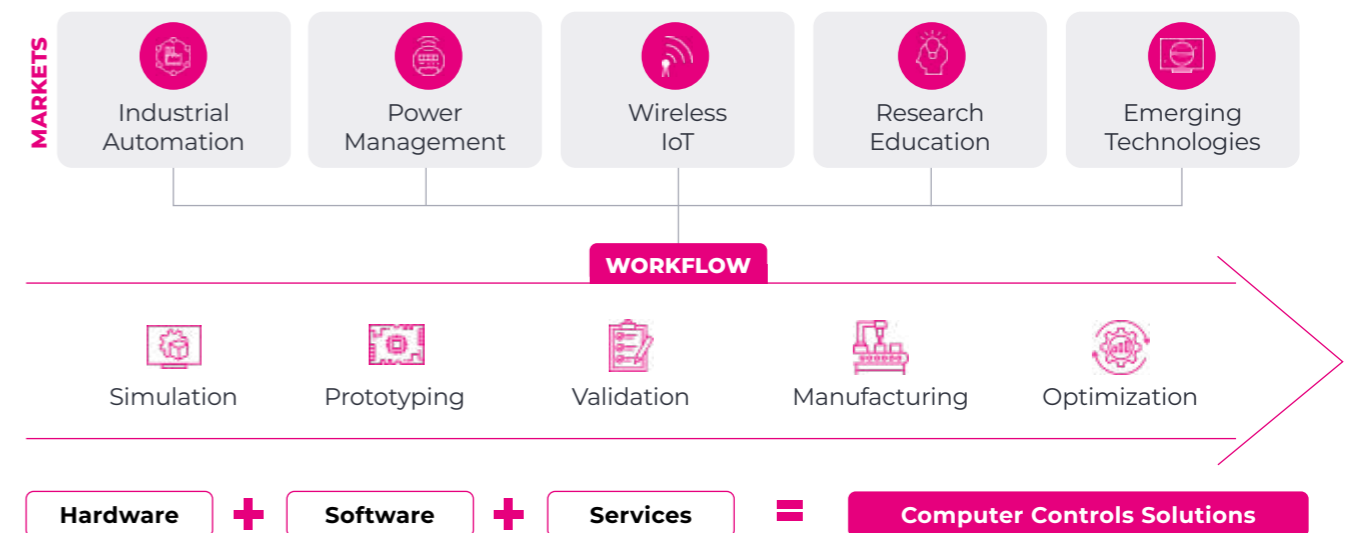 MARKETS
Industrial
Automation
Power
Management
Wireless
IoT
Research
Education
Emerging
Technologies
WORKFLOW
Simulation
Prototyping
Validation
Manufacturing
Optimization
Hardware + Software + Services = Computer Controls Solutions